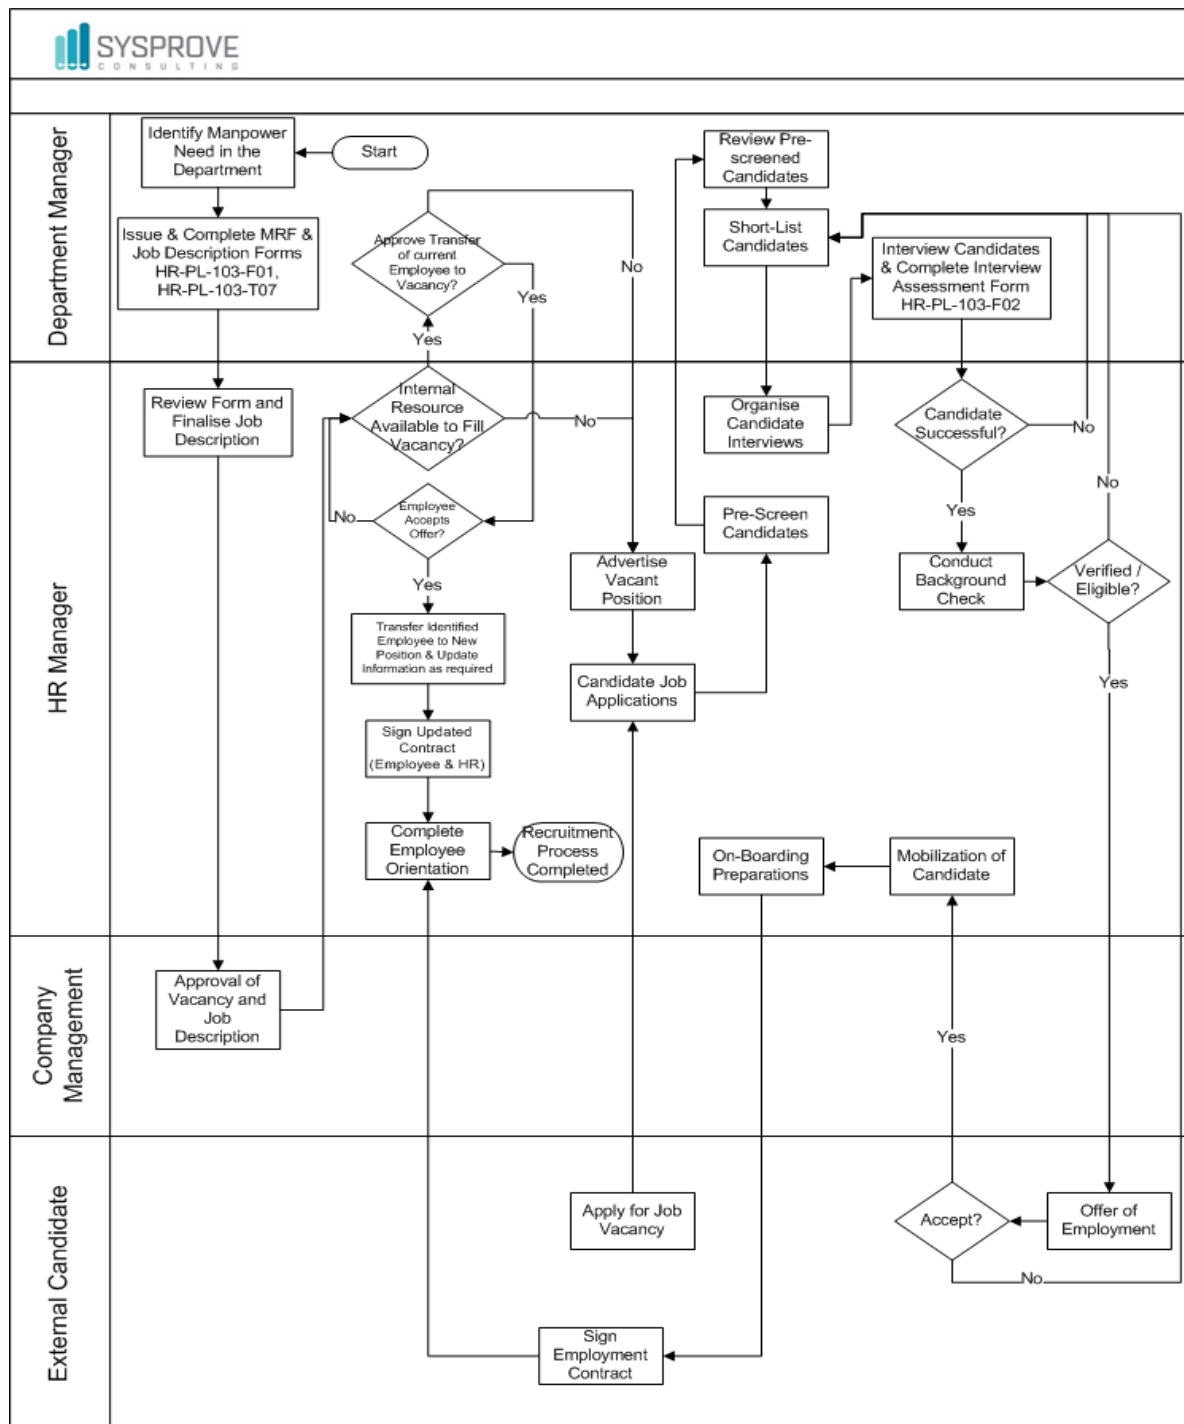 SYSPROVE
CONSULTING
Department Manager
Identify Manpower
Need in the
Department
Start
Issue & Complete MRF &
Job Description Forms
HR-PL-103-F01,
HR-PL-103-T07
Approve Transfer
of current
Employee to
Vacancy?
No
Yes
Yes
Review Pre-
screened
Candidates
Short-List
Candidates
Interview Candidates
& Complete Interview
Assessment Form
HR-PL-103-F02
HR Manager
Review Form and
Finalise Job
Description
Internal
Resource
Available to Fill
Vacancy?
No
Employee
Accepts
Offer?
No
Yes
Transfer Identified
Employee to New
Position & Update
Information as required
Sign Updated
Contract
(Employee & HR)
Complete
Employee
Orientation
Recruitment
Process
Completed
Advertise
Vacant
Position
Candidate Job
Applications
Organise
Candidate
Interviews
Pre-Screen
Candidates
Candidate
Successful?
No
Yes
Conduct
Background
Check
No
Verified /
Eligible?
Yes
On-Boarding
Preparations
Mobilization of
Candidate
Company
Management
Approval of
Vacancy and
Job
Description
Yes
External Candidate
Apply for Job
Vacancy
Accept?
Offer of
Employment
No
Sign
Employment
Contract